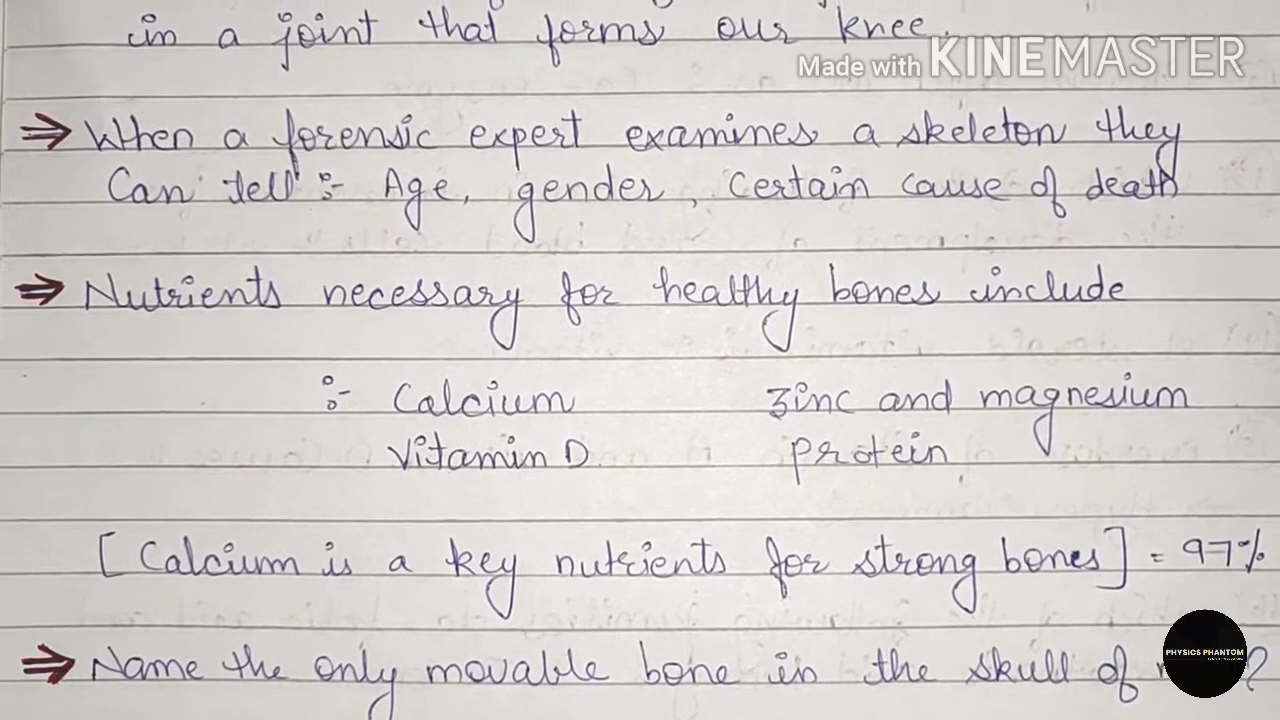 in a joint that forms our knee.
Made with KINEMASTER
⇒ When a forensic expert examines a skeleton they
Can tell :- Age, gender, certain cause of death
⇒ Nutrients necessary for healthy bones include
:- Calcium zinc and magnesium
Vitamin D protein
[Calcium is a key nutrients for strong bones] = 97%
⇒ Name the only movable bone in the skull of ?
PHYSICS PHANTOM